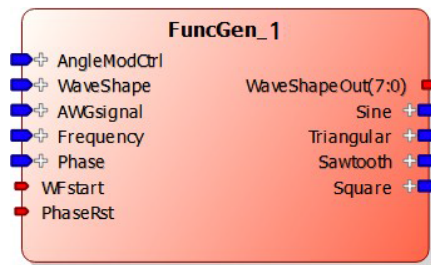 FuncGen_1
AngleModCtrl
WaveShape
WaveShapeOut(7:0)
AWGsignal
Sine
Frequency
Triangular
Phase
Sawtooth
WFstart
Square
PhaseRst